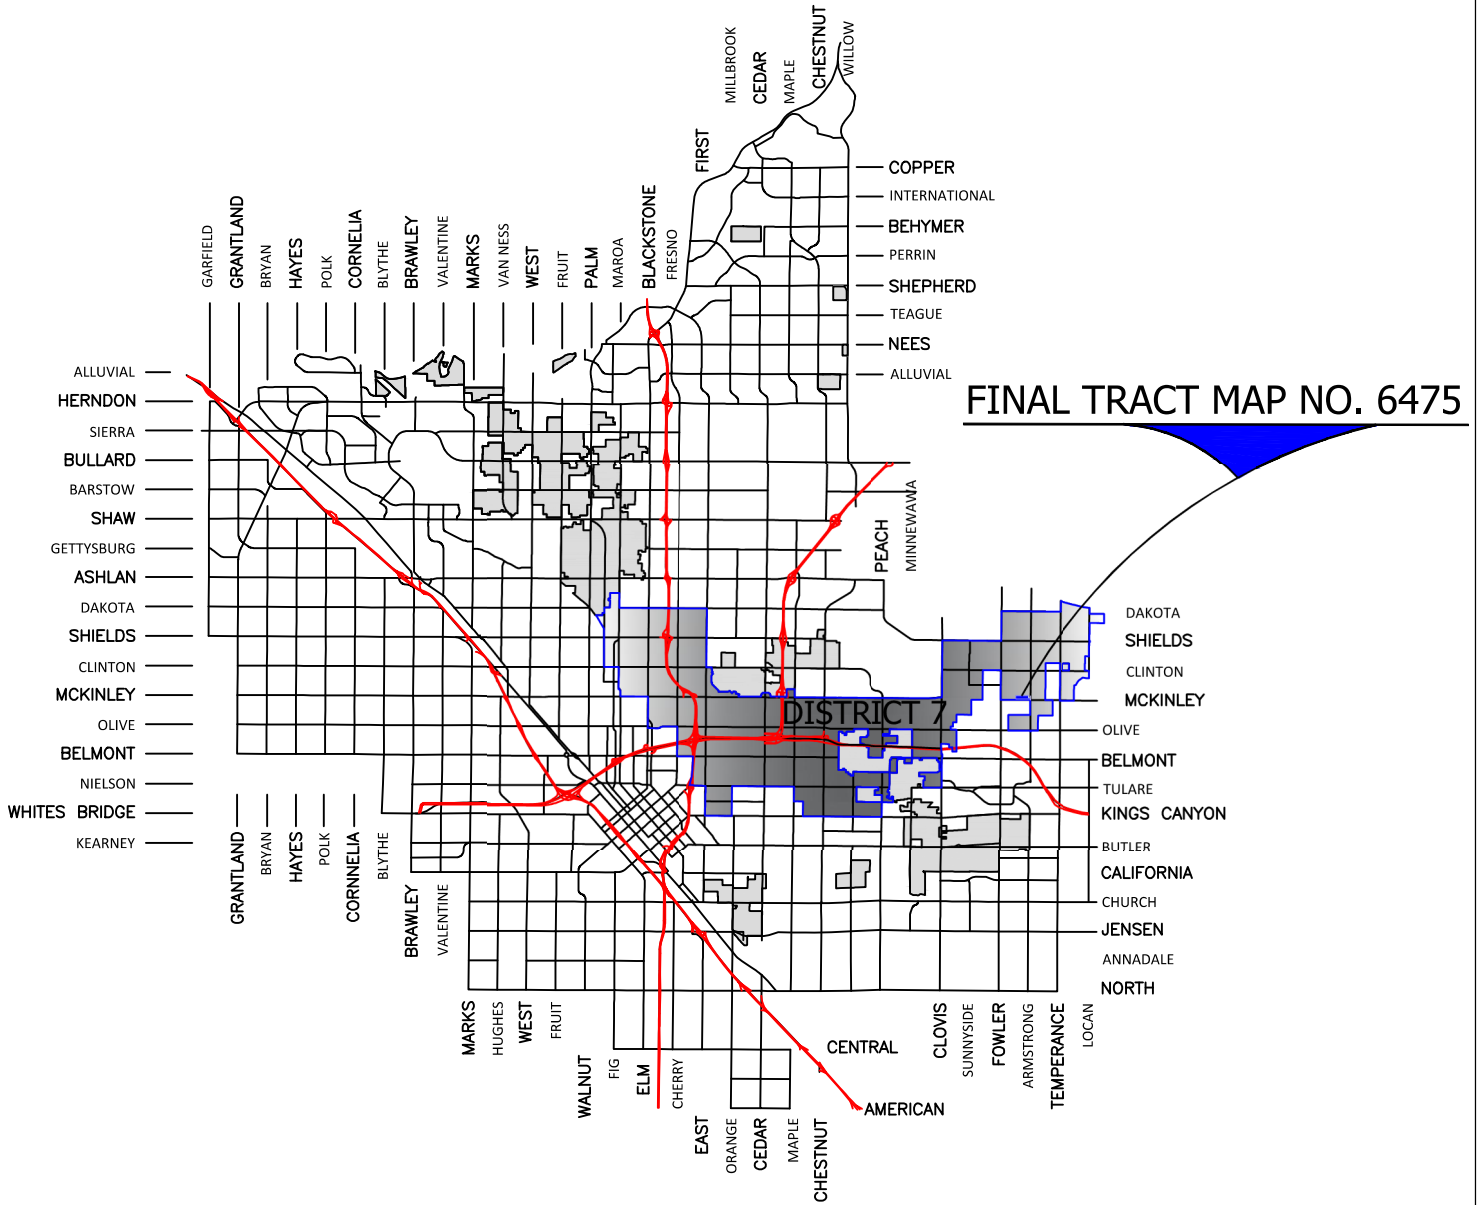 MILLBROOK
CEDAR
MAPLE
CHESTNUT
WILLOW
FIRST
COPPER
INTERNATIONAL
BEHYMER
PERRIN
SHEPHERD
TEAGUE
NEES
ALLUVIAL
GARFIELD
GRANTLAND
BRYAN
HAYES
POLK
CORNELIA
BLYTHE
BRAWLEY
VALENTINE
MARKS
VAN NESS
WEST
FRUIT
PALM
MAROA
BLACKSTONE
FRESNO
FINAL TRACT MAP NO. 6475
ALLUVIAL
HERNDON
SIERRA
BULLARD
BARSTOW
SHAW
GETTYSBURG
ASHLAN
DAKOTA
SHIELDS
CLINTON
MCKINLEY
OLIVE
BELMONT
NIELSON
WHITES BRIDGE
KEARNEY
PEACH
MINNEWAWA
DISTRICT 7
DAKOTA
SHIELDS
CLINTON
MCKINLEY
OLIVE
BELMONT
TULARE
KINGS CANYON
BUTLER
CALIFORNIA
CHURCH
JENSEN
ANNADALE
NORTH
GRANTLAND
BRYAN
HAYES
POLK
CORNNELIA
BLYTHE
BRAWLEY
VALENTINE
MARKS
HUGHES
WEST
FRUIT
WALNUT
FIG
ELM
CHERRY
EAST
ORANGE
CEDAR
MAPLE
CHESTNUT
CENTRAL
AMERICAN
CLOVIS
SUNNYSIDE
FOWLER
ARMSTRONG
TEMPERANCE
LOCAN